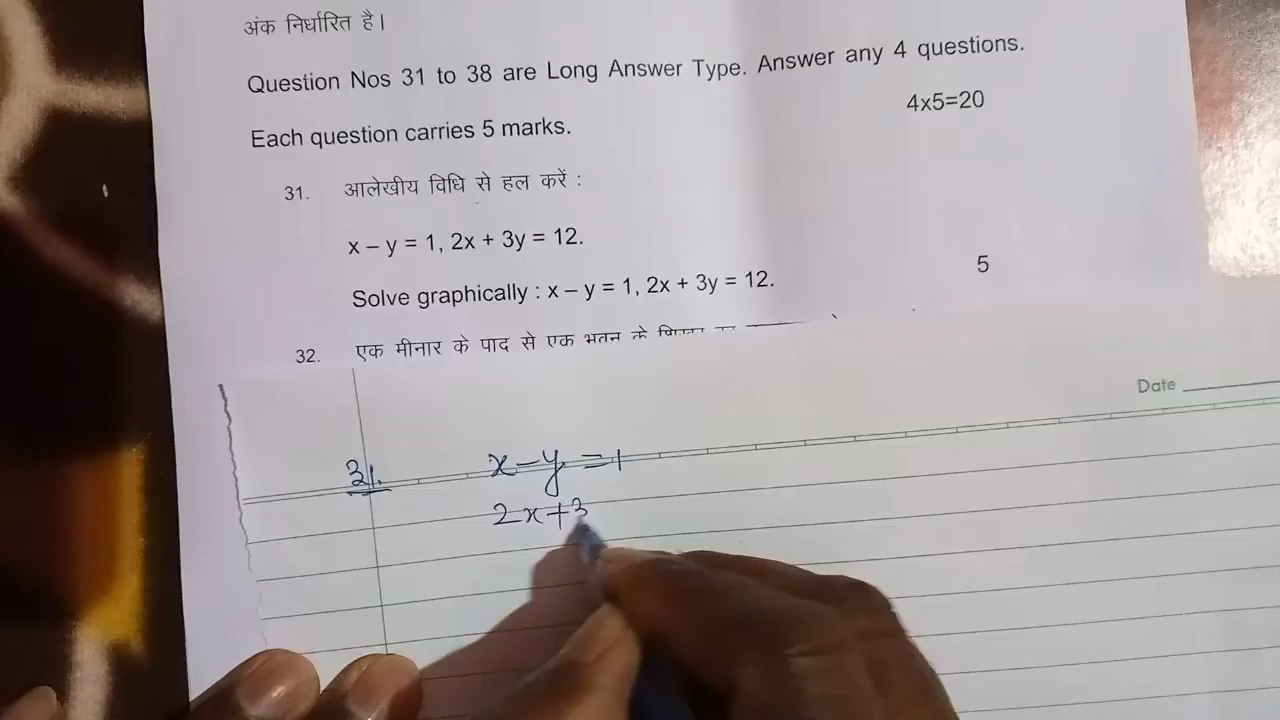 अंक निर्धारित है।
Question Nos 31 to 38 are Long Answer Type. Answer any 4 questions.
Each question carries 5 marks. 4x5=20
31. आलेखीय विधि से हल करें :
x – y = 1, 2x + 3y = 12.
Solve graphically : x – y = 1, 2x + 3y = 12. 5
32. एक मीनार के पाद से एक भवन के
Date
31. x – y = 1
2x + 3